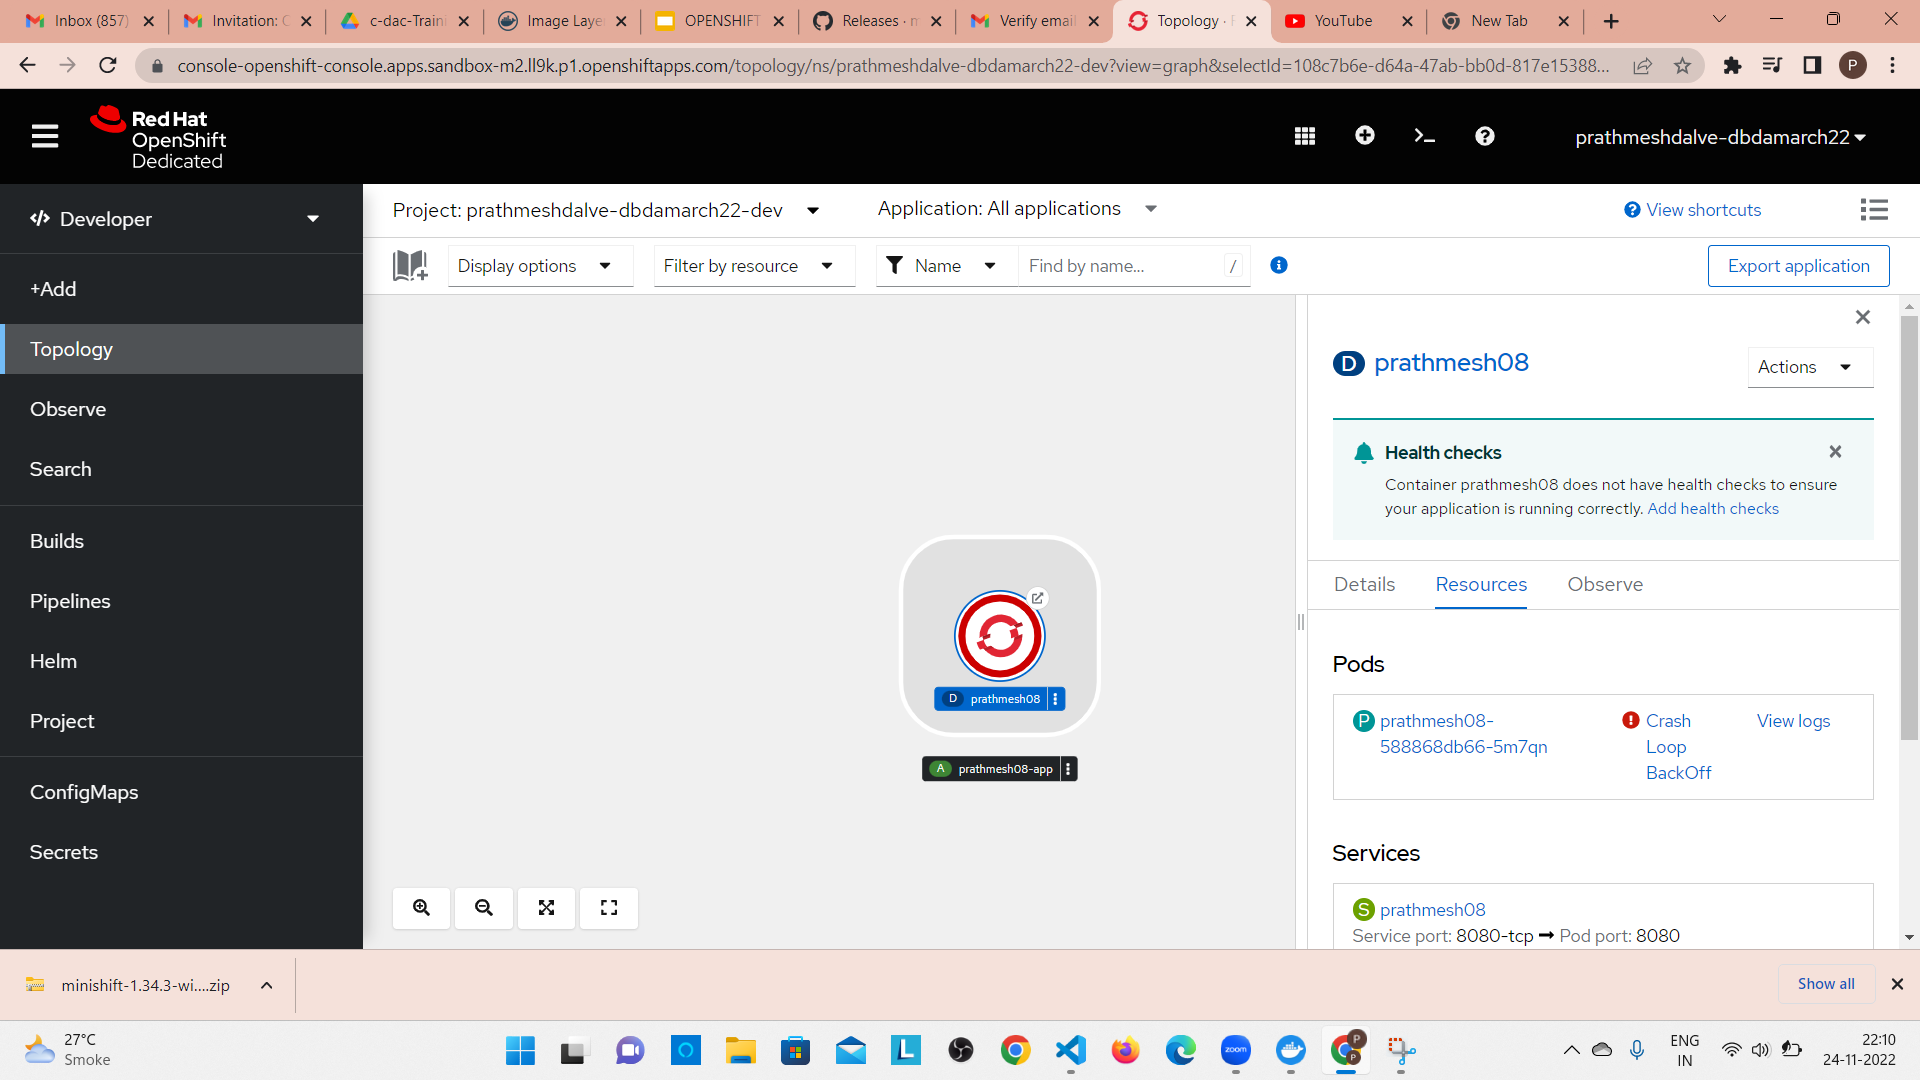 Inbox (857)
Invitation: C
c-dac-Traini
Image Laye
OPENSHIFT
Releases · m
Verify email
Topology ·
YouTube
New Tab
console-openshift-console.apps.sandbox-m2.ll9k.p1.openshiftapps.com/topology/ns/prathmeshdalve-dbdamarch22-dev?view=graph&selectId=108c7b6e-d64a-47ab-bb0d-817e15388...
P
Red Hat
OpenShift
Dedicated
prathmeshdalve-dbdamarch22
Developer
Project: prathmeshdalve-dbdamarch22-dev
Application: All applications
View shortcuts
Display options
Filter by resource
Name
Find by name...
/
Export application
+Add
Topology
Observe
Search
Builds
Pipelines
Helm
Project
ConfigMaps
Secrets
D prathmesh08
A prathmesh08-app
D prathmesh08
Actions
Health checks
Container prathmesh08 does not have health checks to ensure
your application is running correctly. Add health checks
Details
Resources
Observe
Pods
P prathmesh08-
588868db66-5m7qn
Crash
Loop
BackOff
View logs
Services
S prathmesh08
Service port: 8080-tcp ➞ Pod port: 8080
minishift-1.34.3-wi....zip
Show all
27°C
Smoke
L
zoom
P
P
ENG
IN
22:10
24-11-2022